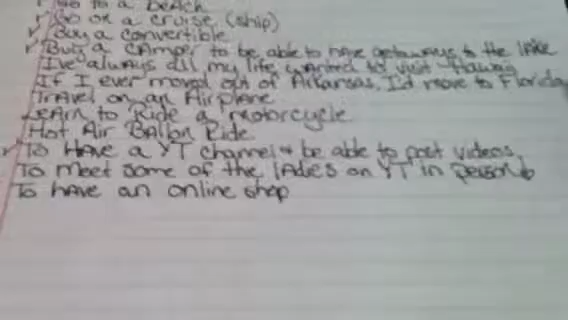 ✓ Go to a beach
✓ Go on a cruise (ship)
✓ Buy a convertible
✓ Buy a camper to be able to have getaways to the lake
I've always all my life wanted to visit Hawaii
If I ever moved out of Arkansas, I'd move to Florida
Travel on an Airplane
Learn to Ride a motorcycle
Hot Air Ballon Ride
✓ To Have a YT channel & be able to post videos
To meet some of the ladies on YT in person
To have an online shop